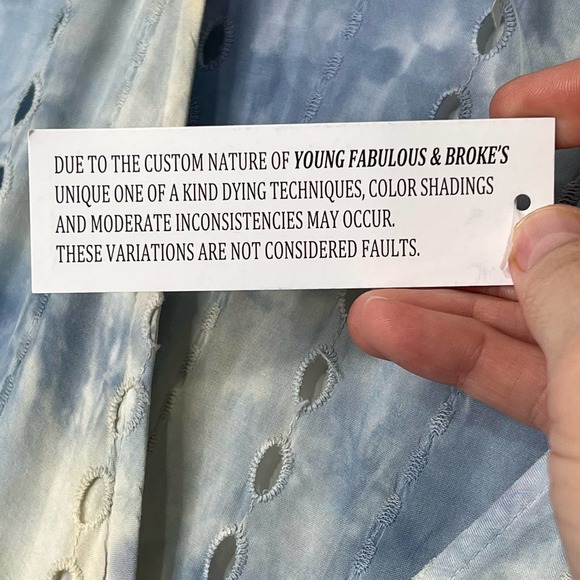 DUE TO THE CUSTOM NATURE OF YOUNG FABULOUS & BROKE'S
UNIQUE ONE OF A KIND DYING TECHNIQUES, COLOR SHADINGS
AND MODERATE INCONSISTENCIES MAY OCCUR.
THESE VARIATIONS ARE NOT CONSIDERED FAULTS.